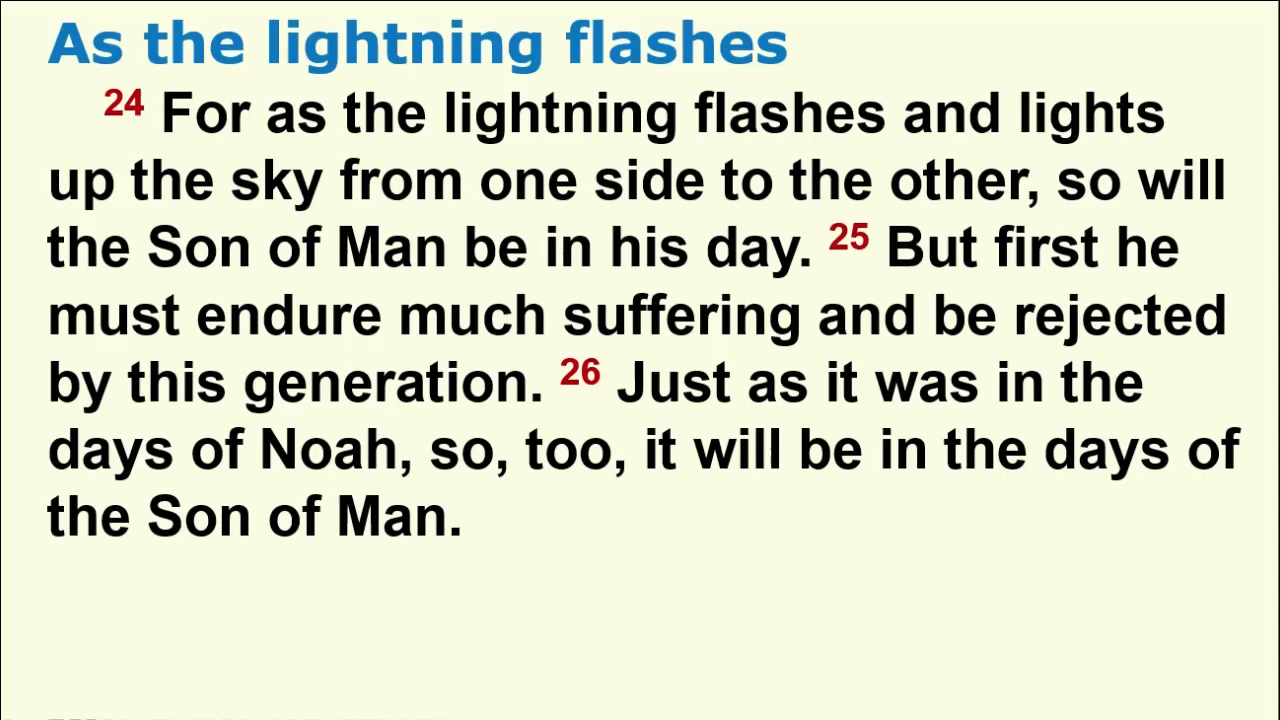 As the lightning flashes
24 For as the lightning flashes and lights
up the sky from one side to the other, so will
the Son of Man be in his day. 25 But first he
must endure much suffering and be rejected
by this generation. 26 Just as it was in the
days of Noah, so, too, it will be in the days of
the Son of Man.